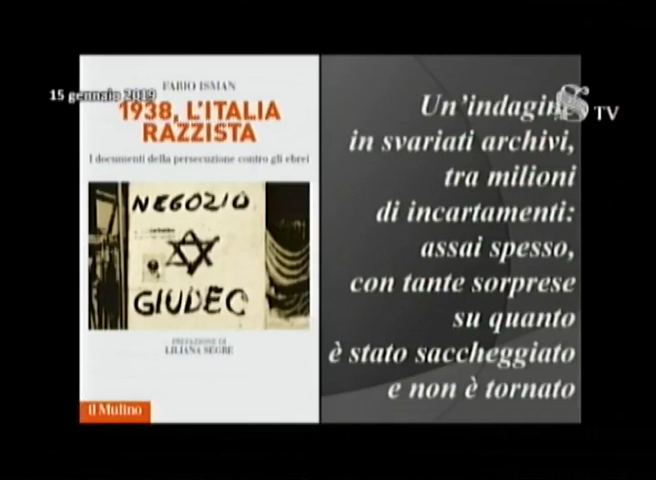 15 gennaio 2019
FABIO ISMAN
1938, L'ITALIA
RAZZISTA
I documenti della persecuzione contro gli ebrei
NEGOZIO
GIUDEO
PREFAZIONE DI
LILIANA SEGRE
il Mulino
TV
Un'indagine
in svariati archivi,
tra milioni
di incartamenti:
assai spesso,
con tante sorprese
su quanto
è stato saccheggiato
e non è tornato